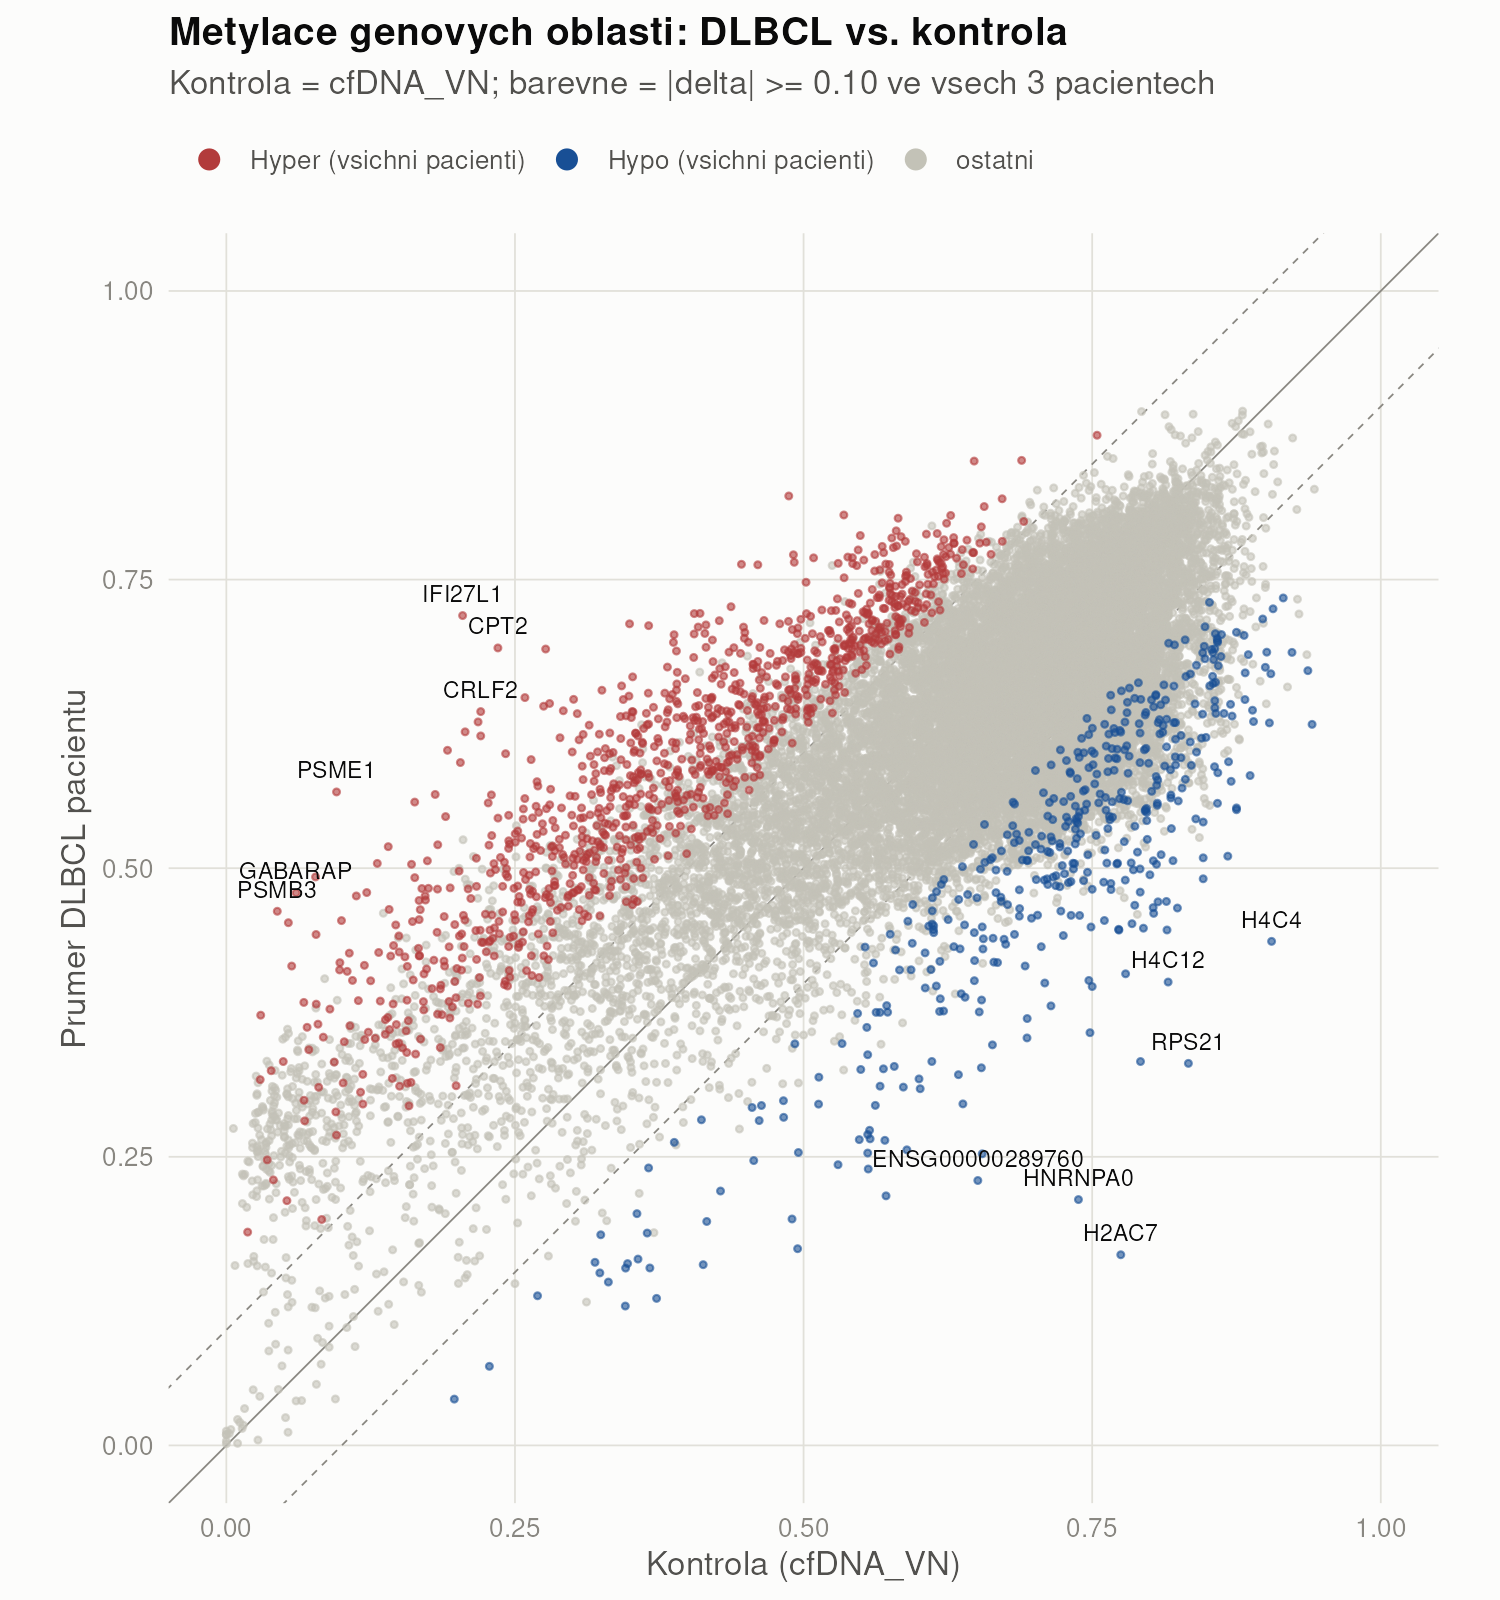 Metylace genovych oblasti: DLBCL vs. kontrola
Kontrola = cfDNA_VN; barevne = |delta| >= 0.10 ve vsech 3 pacientech
Hyper (vsichni pacienti)
Hypo (vsichni pacienti)
ostatni
Prumer DLBCL pacientu
1.00
0.75
0.50
0.25
0.00
IFI27L1
CPT2
CRLF2
PSME1
GABARAP
PSMB3
H4C4
H4C12
RPS21
ENSG00000289760
HNRNPA0
H2AC7
0.00
0.25
0.50
0.75
1.00
Kontrola (cfDNA_VN)